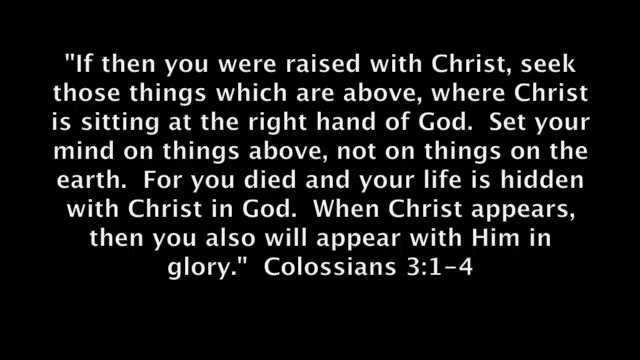 "If then you were raised with Christ, seek
those things which are above, where Christ
is sitting at the right hand of God.  Set your
mind on things above, not on things on the
earth.  For you died and your life is hidden
with Christ in God.  When Christ appears,
then you also will appear with Him in
glory."  Colossians 3:1-4